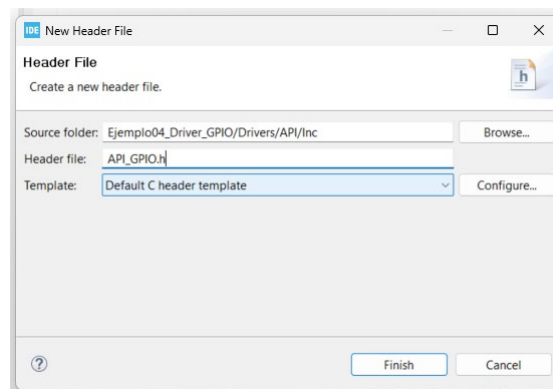 IDE New Header File
Header File
Create a new header file.
h
Source folder: Ejemplo04_Driver_GPIO/Drivers/API/Inc Browse...
Header file: API_GPIO.h
Template: Default C header template Configure...
? Finish Cancel